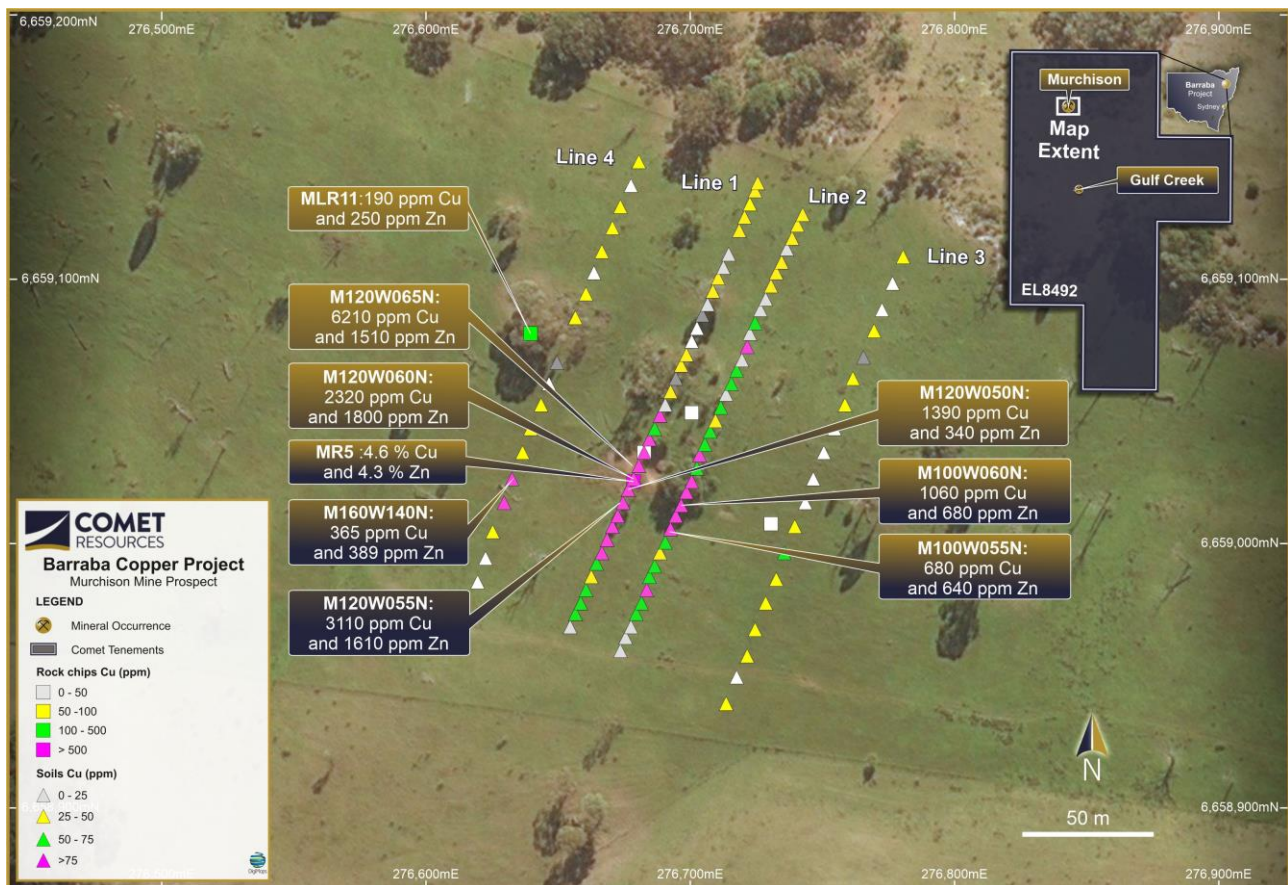 6,659,200mN
276,500mE
276,600mE
276,700mE
276,800mE
276,900mE
Murchison
Map
Extent
Gulf Creek
EL8492
Barraba
Project
Sydney
Line 4
Line 1
Line 2
Line 3
6,659,100mN
6,659,100mN
MLR11:190 ppm Cu
and 250 ppm Zn
M120W065N:
6210 ppm Cu
and 1510 ppm Zn
M120W060N:
2320 ppm Cu
and 1800 ppm Zn
MR5 :4.6 % Cu
and 4.3 % Zn
M160W140N:
365 ppm Cu
and 389 ppm Zn
M120W055N:
3110 ppm Cu
and 1610 ppm Zn
M120W050N:
1390 ppm Cu
and 340 ppm Zn
M100W060N:
1060 ppm Cu
and 680 ppm Zn
M100W055N:
680 ppm Cu
and 640 ppm Zn
6,659,000mN
COMET
RESOURCES
Barraba Copper Project
Murchison Mine Prospect
LEGEND
Mineral Occurrence
Comet Tenements
Rock chips Cu (ppm)
0 - 50
50 -100
100 - 500
> 500
Soils Cu (ppm)
0 - 25
25 - 50
50 - 75
>75
DigMaps
N
50 m
6,658,900mN
276,500mE
276,600mE
276,700mE
276,800mE
276,900mE